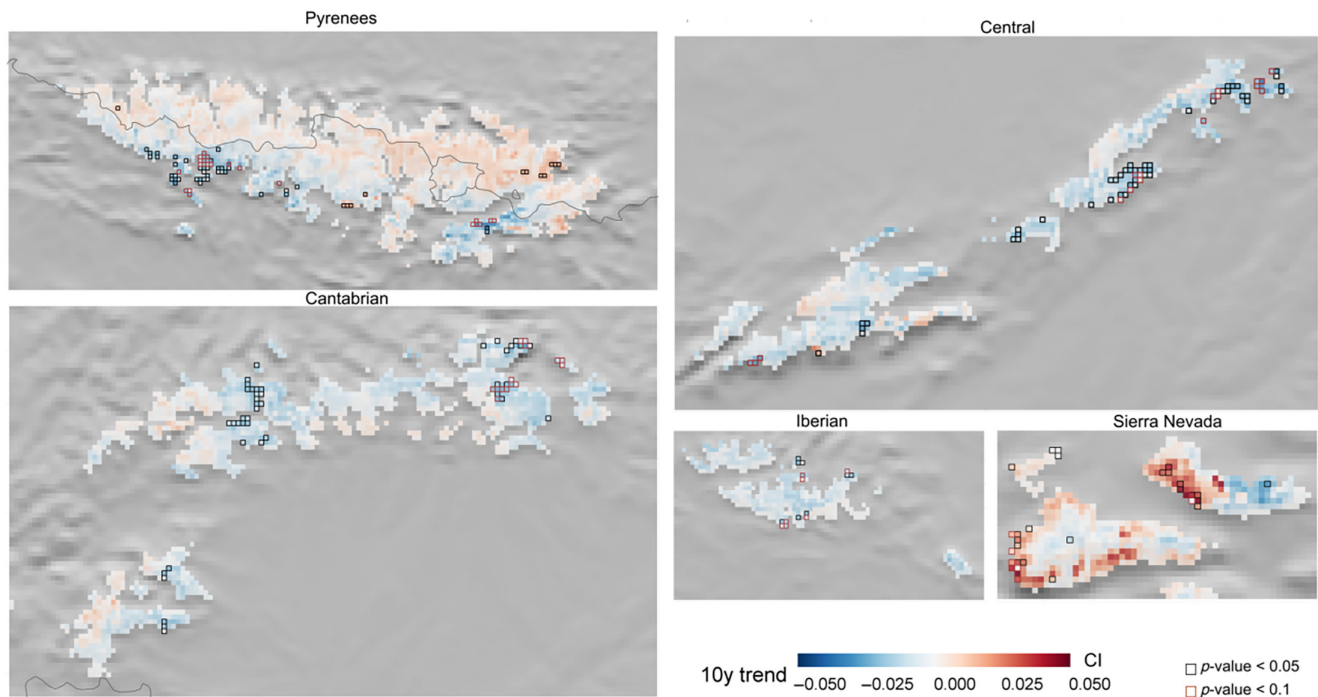 Pyrenees
Central
Cantabrian
Iberian
Sierra Nevada
10y trend
CI
−0.050 −0.025 0.000 0.025 0.050
p-value < 0.05
p-value < 0.1